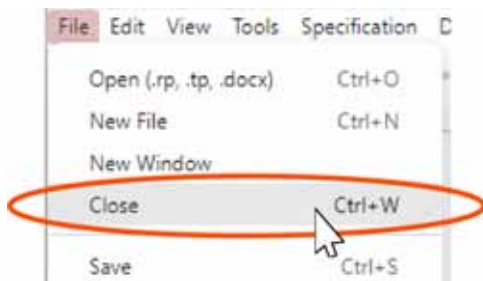 File Edit View Tools Specification D
Open (.rp, .tp, .docx) Ctrl+O
New File Ctrl+N
New Window
Close Ctrl+W
Save Ctrl+S